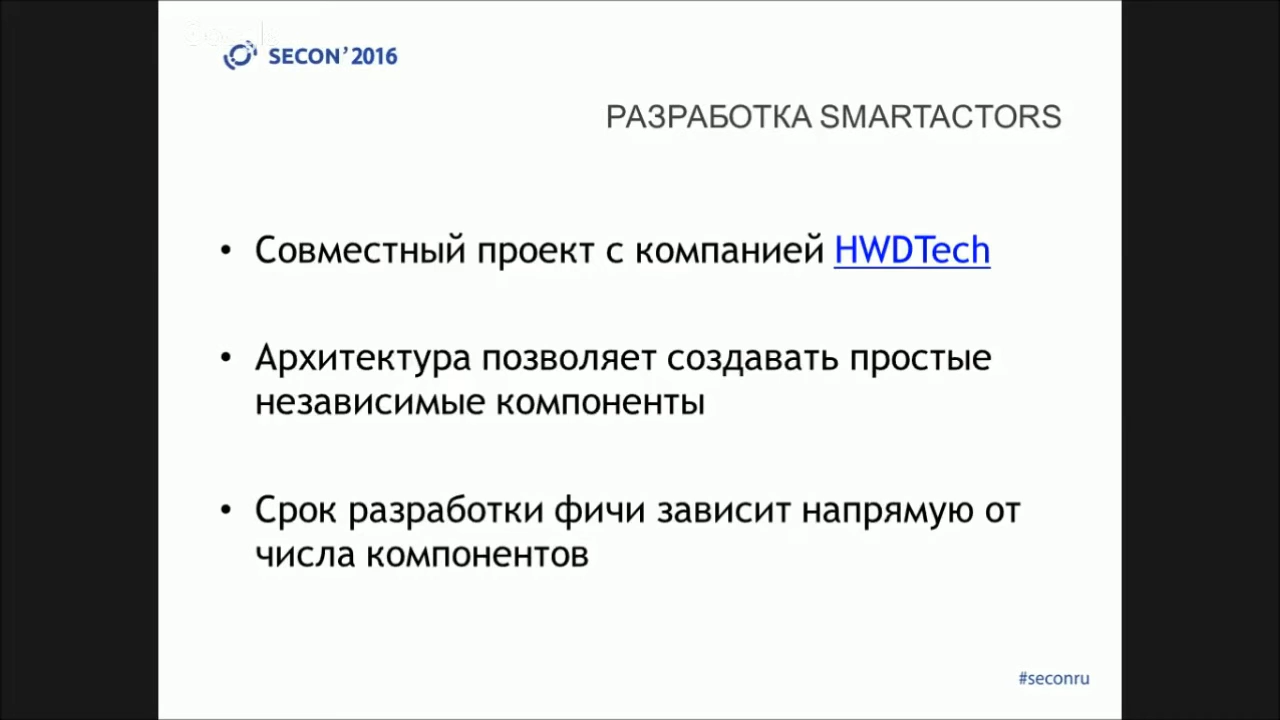 SECON’2016
РАЗРАБОТКА SMARTACTORS
• Совместный проект с компанией HWDTech
• Архитектура позволяет создавать простые
независимые компоненты
• Срок разработки фичи зависит напрямую от
числа компонентов
#seconru